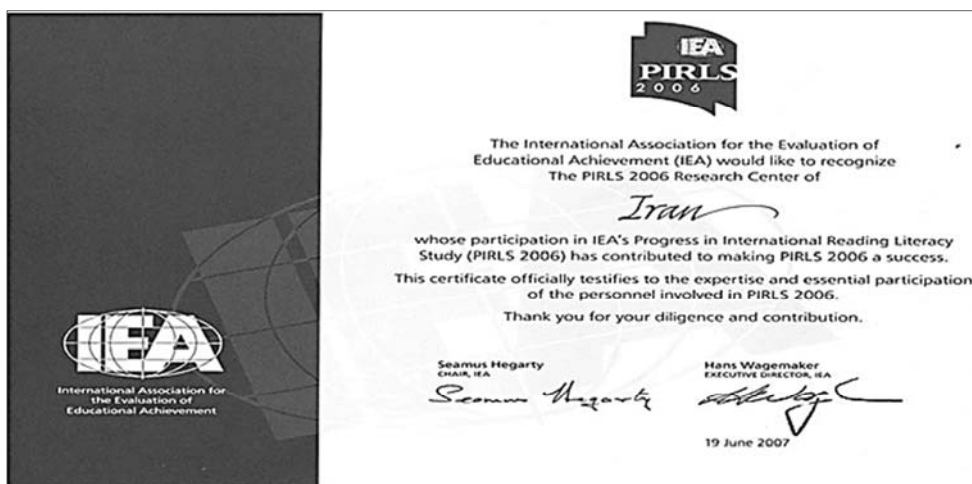 IEA
PIRLS
2006
The International Association for the Evaluation of
Educational Achievement (IEA) would like to recognize
The PIRLS 2006 Research Center of
Iran
whose participation in IEA's Progress in International Reading Literacy
Study (PIRLS 2006) has contributed to making PIRLS 2006 a success.
This certificate officially testifies to the expertise and essential participation
of the personnel involved in PIRLS 2006.
Thank you for your diligence and contribution.
Seamus Hegarty
CHAIR, IEA
Seamus Hegarty
Hans Wagemaker
EXECUTIVE DIRECTOR, IEA
19 June 2007
IEA
International Association for
the Evaluation of
Educational Achievement